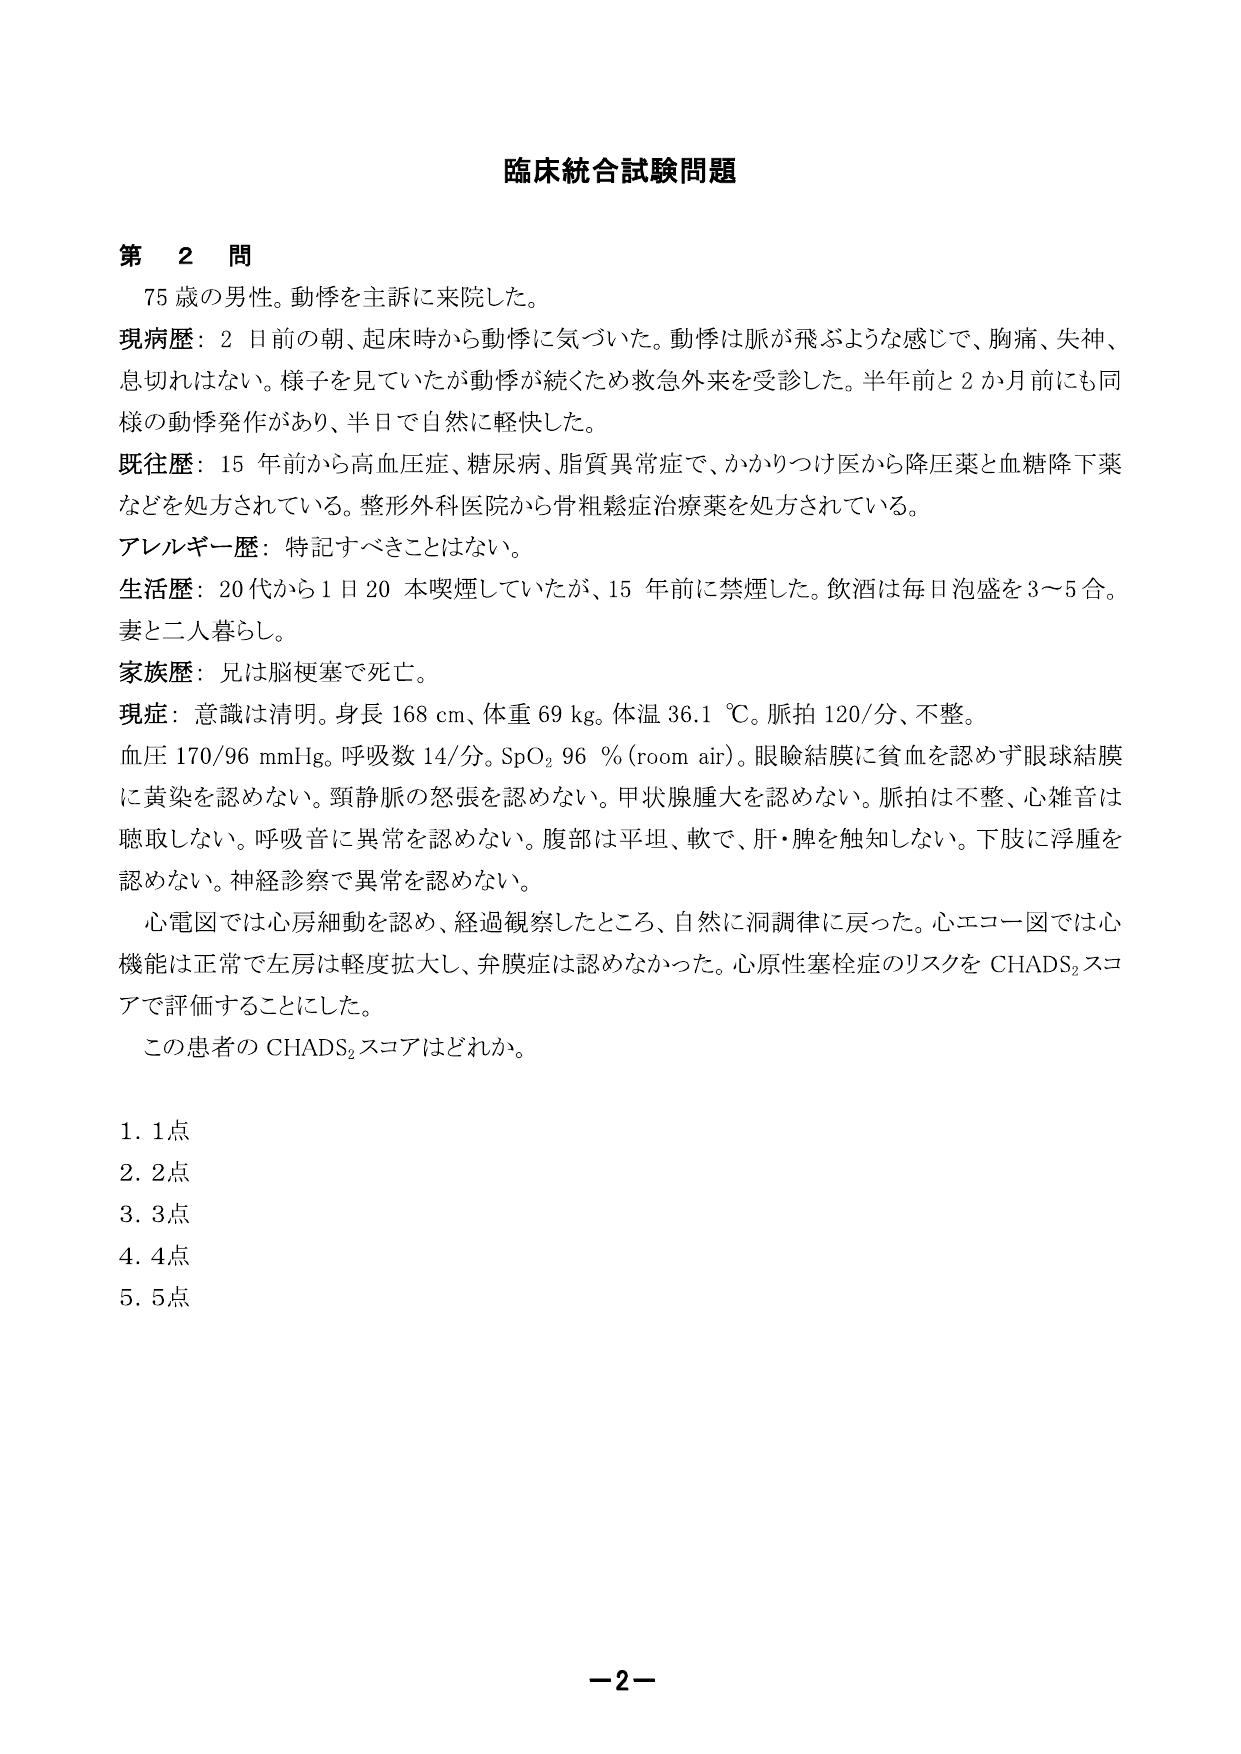 臨床統合試験問題
第 2 問
75 歳の男性。動悸を主訴に来院した。
現病歴: 2 日前の朝、起床時から動悸に気づいた。動悸は脈が飛ぶような感じで、胸痛、失神、
息切れはない。様子を見ていたが動悸が続くため救急外来を受診した。半年前と 2 か月前にも同
様の動悸発作があり、半日で自然に軽快した。
既往歴: 15 年前から高血圧症、糖尿病、脂質異常症で、かかりつけ医から降圧薬と血糖降下薬
などを処方されている。整形外科医院から骨粗鬆症治療薬を処方されている。
アレルギー歴: 特記すべきことはない。
生活歴: 20代から1日20 本喫煙していたが、15 年前に禁煙した。飲酒は毎日泡盛を3〜5合。
妻と二人暮らし。
家族歴: 兄は脳梗塞で死亡。
現症: 意識は清明。身長 168 cm、体重 69 kg。体温 36.1 ℃。脈拍 120/分、不整。
血圧 170/96 mmHg。呼吸数 14/分。SpO₂ 96 %(room air)。眼瞼結膜に貧血を認めず眼球結膜
に黄染を認めない。頸静脈の怒張を認めない。甲状腺腫大を認めない。脈拍は不整、心雑音は
聴取しない。呼吸音に異常を認めない。腹部は平坦、軟で、肝・脾を触知しない。下肢に浮腫を
認めない。神経診察で異常を認めない。
心電図では心房細動を認め、経過観察したところ、自然に洞調律に戻った。心エコー図では心
機能は正常で左房は軽度拡大し、弁膜症は認めなかった。心原性塞栓症のリスクを CHADS₂スコ
アで評価することにした。
この患者の CHADS₂スコアはどれか。
1. 1点
2. 2点
3. 3点
4. 4点
5. 5点
—2—